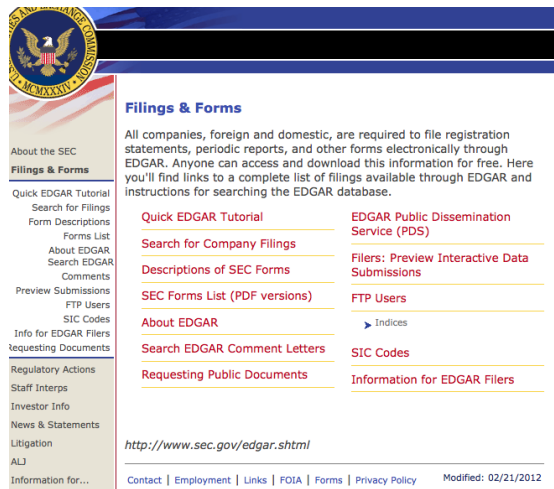 S AND EXCHANGE COMMISSION
MCMXXXIV
About the SEC
Filings & Forms
Quick EDGAR Tutorial
Search for Filings
Form Descriptions
Forms List
About EDGAR
Search EDGAR
Comments
Preview Submissions
FTP Users
SIC Codes
Info for EDGAR Filers
Requesting Documents
Regulatory Actions
Staff Interps
Investor Info
News & Statements
Litigation
ALJ
Information for...
Filings & Forms
All companies, foreign and domestic, are required to file registration
statements, periodic reports, and other forms electronically through
EDGAR. Anyone can access and download this information for free. Here
you'll find links to a complete list of filings available through EDGAR and
instructions for searching the EDGAR database.
Quick EDGAR Tutorial
Search for Company Filings
Descriptions of SEC Forms
SEC Forms List (PDF versions)
About EDGAR
Search EDGAR Comment Letters
Requesting Public Documents
EDGAR Public Dissemination
Service (PDS)
Filers: Preview Interactive Data
Submissions
FTP Users
Indices
SIC Codes
Information for EDGAR Filers
http://www.sec.gov/edgar.shtml
Contact | Employment | Links | FOIA | Forms | Privacy Policy
Modified: 02/21/2012